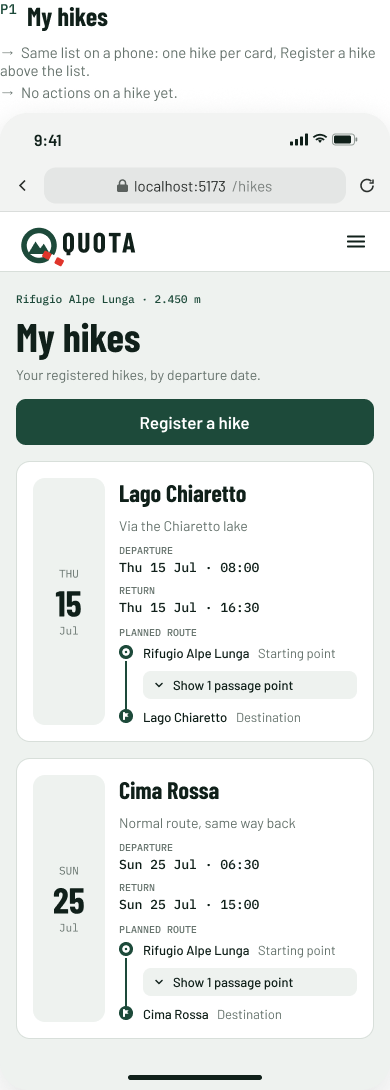 P1 My hikes
→ Same list on a phone: one hike per card, Register a hike
above the list.
→ No actions on a hike yet.
9:41
localhost:5173 /hikes
QUOTA
Rifugio Alpe Lunga · 2.450 m
My hikes
Your registered hikes, by departure date.
Register a hike
THU
15
Jul
Lago Chiaretto
Via the Chiaretto lake
DEPARTURE
Thu 15 Jul · 08:00
RETURN
Thu 15 Jul · 16:30
PLANNED ROUTE
Rifugio Alpe Lunga Starting point
Show 1 passage point
Lago Chiaretto Destination
SUN
25
Jul
Cima Rossa
Normal route, same way back
DEPARTURE
Sun 25 Jul · 06:30
RETURN
Sun 25 Jul · 15:00
PLANNED ROUTE
Rifugio Alpe Lunga Starting point
Show 1 passage point
Cima Rossa Destination